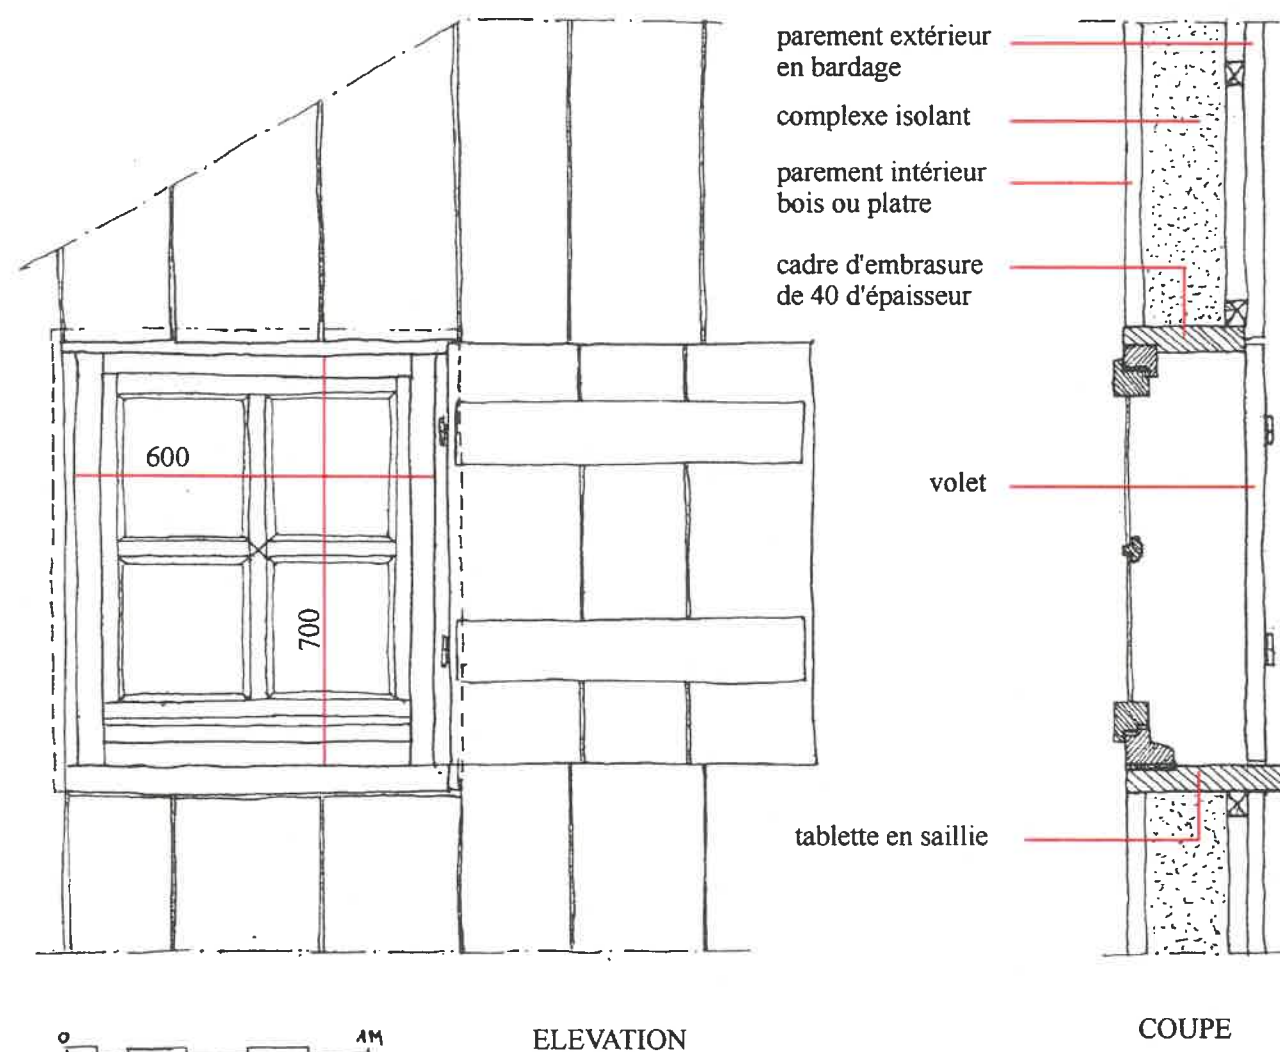 parement extérieur
en bardage
complexe isolant
parement intérieur
bois ou platre
cadre d'embrasure
de 40 d'épaisseur
600
volet
700
tablette en saillie
0 1M
ELEVATION
COUPE